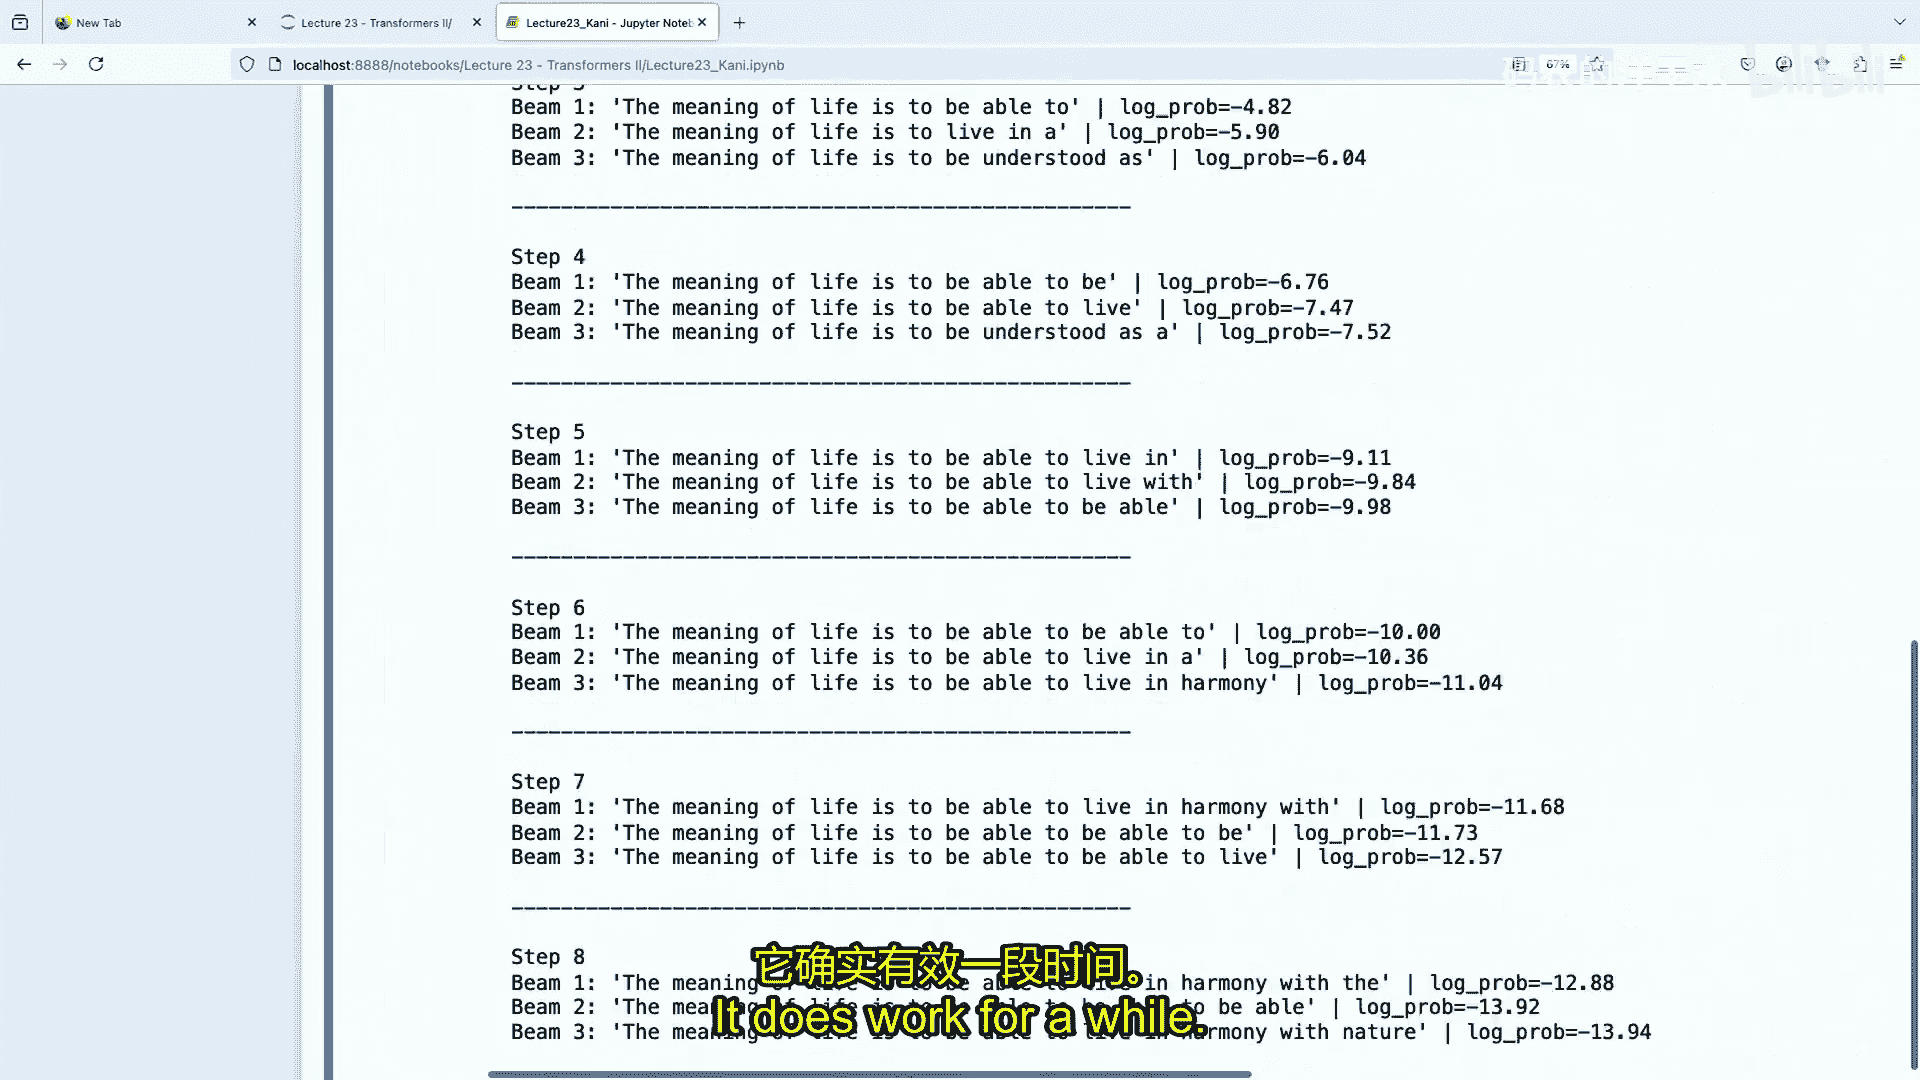 New Tab
Lecture 23 - Transformers II/
Lecture23_Kani - Jupyter Noteb
localhost:8888/notebooks/Lecture 23 - Transformers II/Lecture23_Kani.ipynb
67%
Beam 1: 'The meaning of life is to be able to' | log_prob=-4.82
Beam 2: 'The meaning of life is to live in a' | log_prob=-5.90
Beam 3: 'The meaning of life is to be understood as' | log_prob=-6.04
--------------------------------------------------
Step 4
Beam 1: 'The meaning of life is to be able to be' | log_prob=-6.76
Beam 2: 'The meaning of life is to be able to live' | log_prob=-7.47
Beam 3: 'The meaning of life is to be understood as a' | log_prob=-7.52
--------------------------------------------------
Step 5
Beam 1: 'The meaning of life is to be able to live in' | log_prob=-9.11
Beam 2: 'The meaning of life is to be able to live with' | log_prob=-9.84
Beam 3: 'The meaning of life is to be able to be able' | log_prob=-9.98
--------------------------------------------------
Step 6
Beam 1: 'The meaning of life is to be able to be able to' | log_prob=-10.00
Beam 2: 'The meaning of life is to be able to live in a' | log_prob=-10.36
Beam 3: 'The meaning of life is to be able to live in harmony' | log_prob=-11.04
--------------------------------------------------
Step 7
Beam 1: 'The meaning of life is to be able to live in harmony with' | log_prob=-11.68
Beam 2: 'The meaning of life is to be able to be able to be' | log_prob=-11.73
Beam 3: 'The meaning of life is to be able to be able to live' | log_prob=-12.57
--------------------------------------------------
Step 8
Beam 1: 'The meaning of life is to be able to live in harmony with the' | log_prob=-12.88
Beam 2: 'The meaning to be able' | log_prob=-13.92
Beam 3: 'The harmony with nature' | log_prob=-13.94
它确实有效一段时间。
It does work for a while.